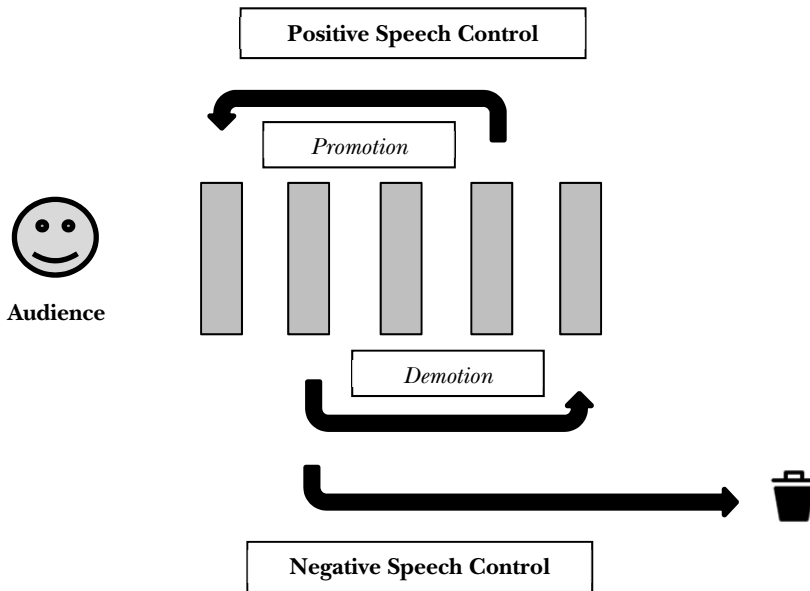 Positive Speech Control
Promotion
Audience
Demotion
Negative Speech Control